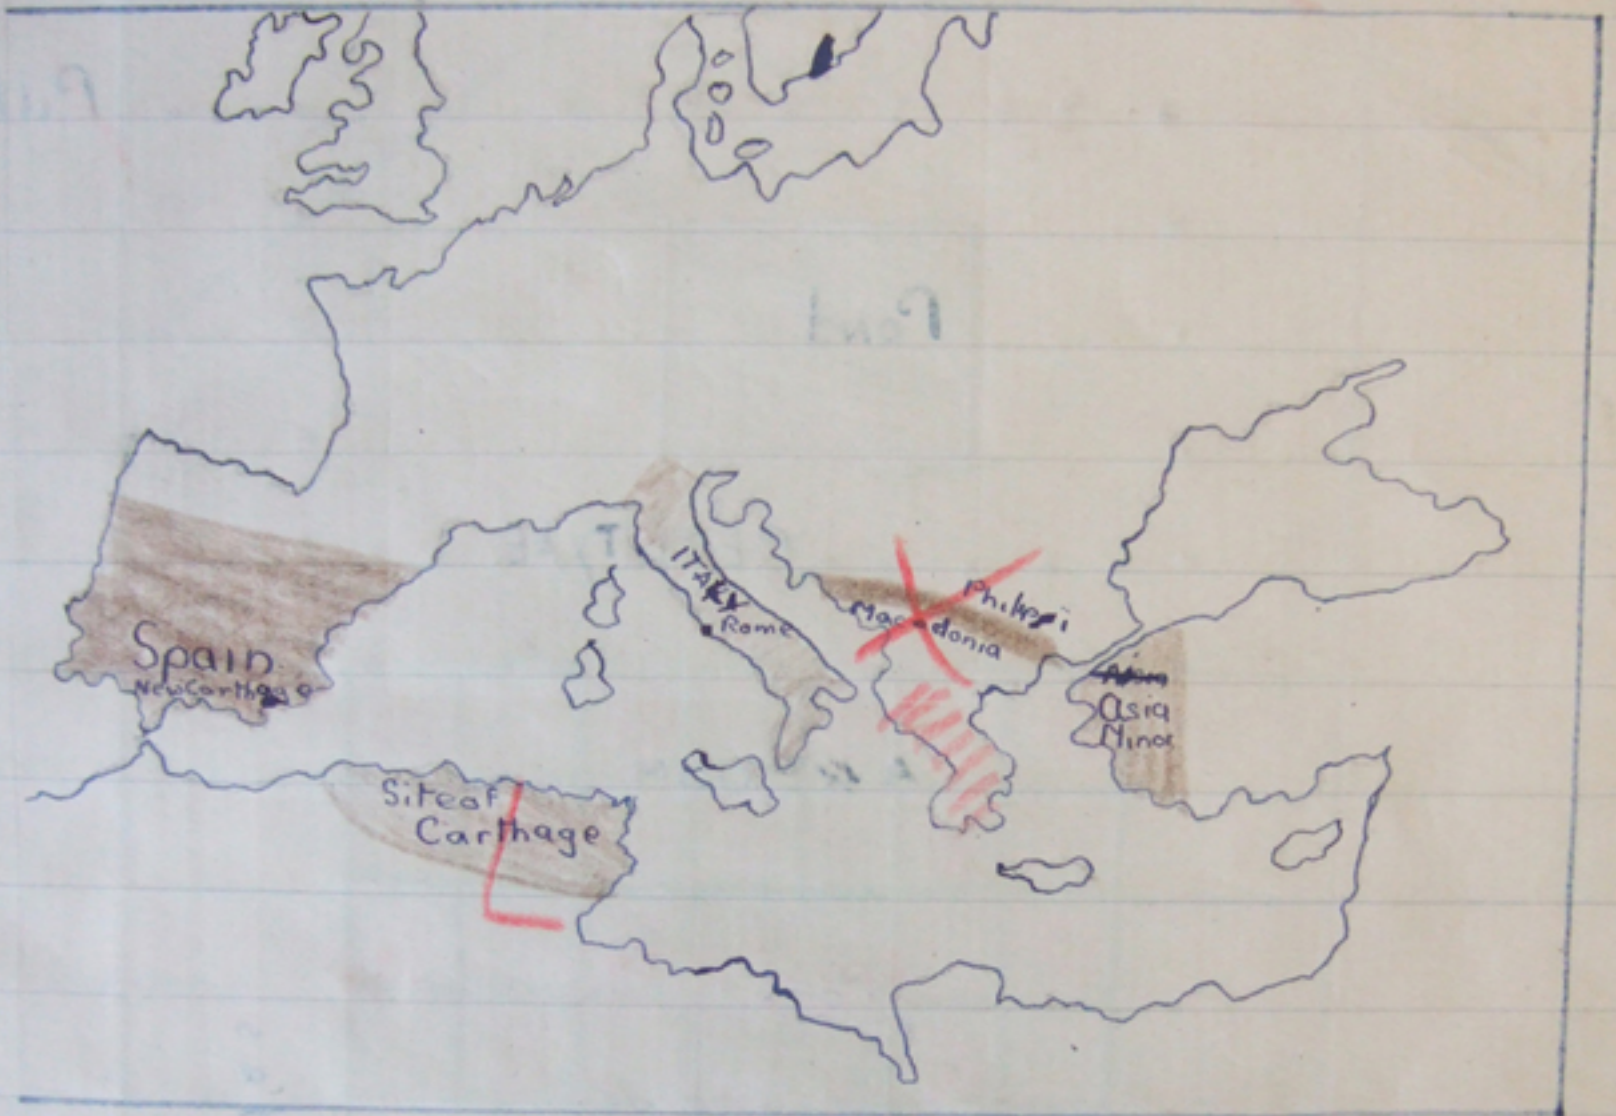 ITALY
Rome
Philippi
Macedonia
Spain
New Carthage
Asia
Minor
Site of
Carthage